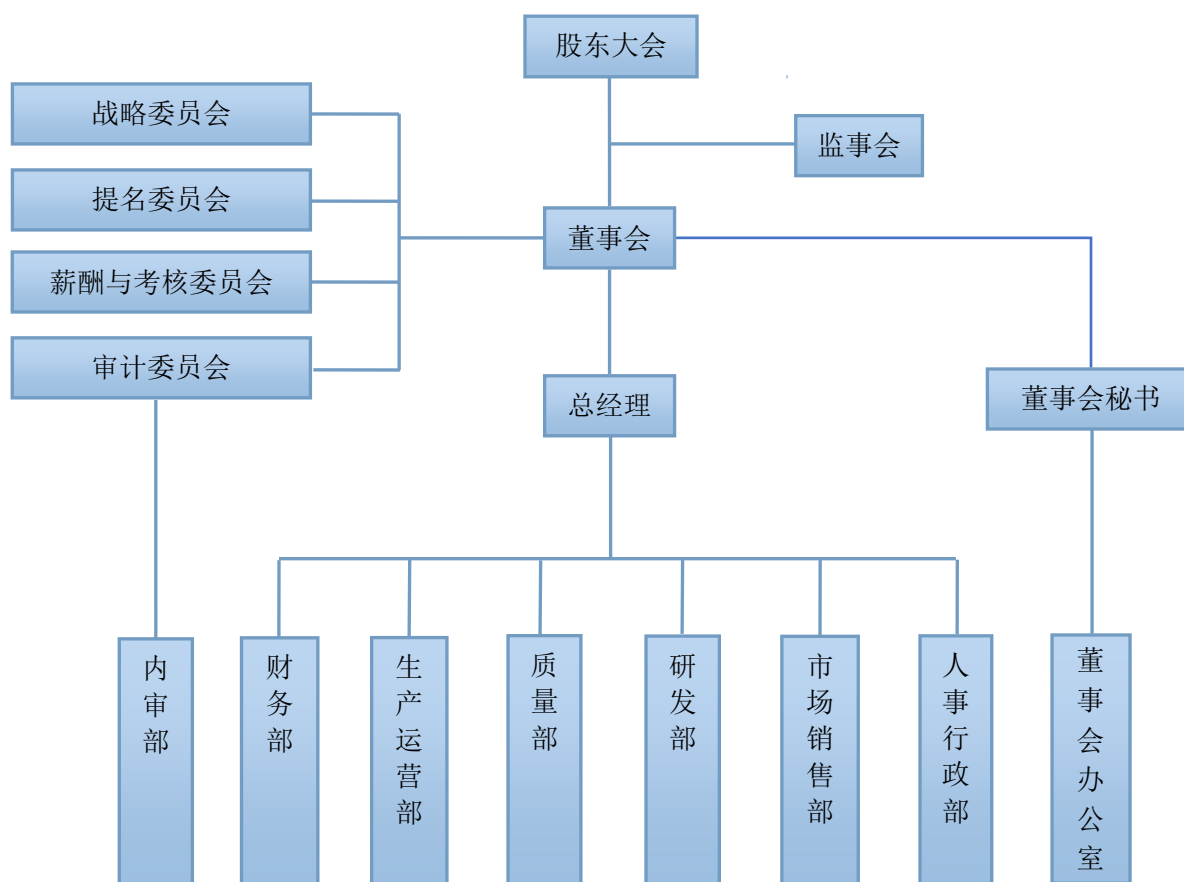 股东大会
战略委员会
监事会
提名委员会
董事会
薪酬与考核委员会
审计委员会
总经理
董事会秘书
内审部
财务部
生产运营部
质量部
研发部
市场销售部
人事行政部
董事会办公室